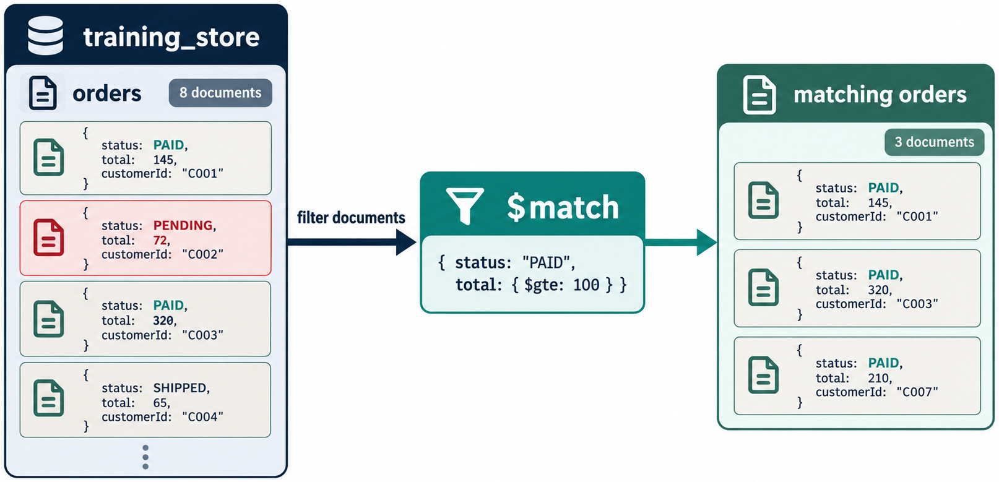 training_store
orders
8 documents
{
status: PAID,
total: 145,
customerId: "C001"
}
{
status: PENDING,
total: 72,
customerId: "C002"
}
{
status: PAID,
total: 320,
customerId: "C003"
}
{
status: SHIPPED,
total: 65,
customerId: "C004"
}
filter documents
$match
{ status: "PAID",
total: { $gte: 100 } }
matching orders
3 documents
{
status: PAID,
total: 145,
customerId: "C001"
}
{
status: PAID,
total: 320,
customerId: "C003"
}
{
status: PAID,
total: 210,
customerId: "C007"
}